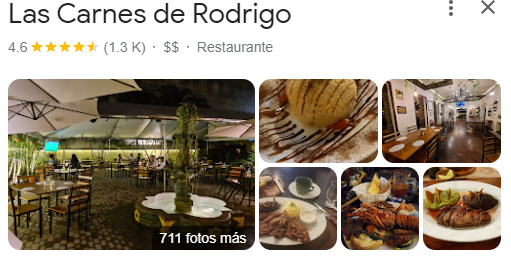 Las Carnes de Rodrigo
4.6 (1.3 K) · $$ · Restaurante
711 fotos más